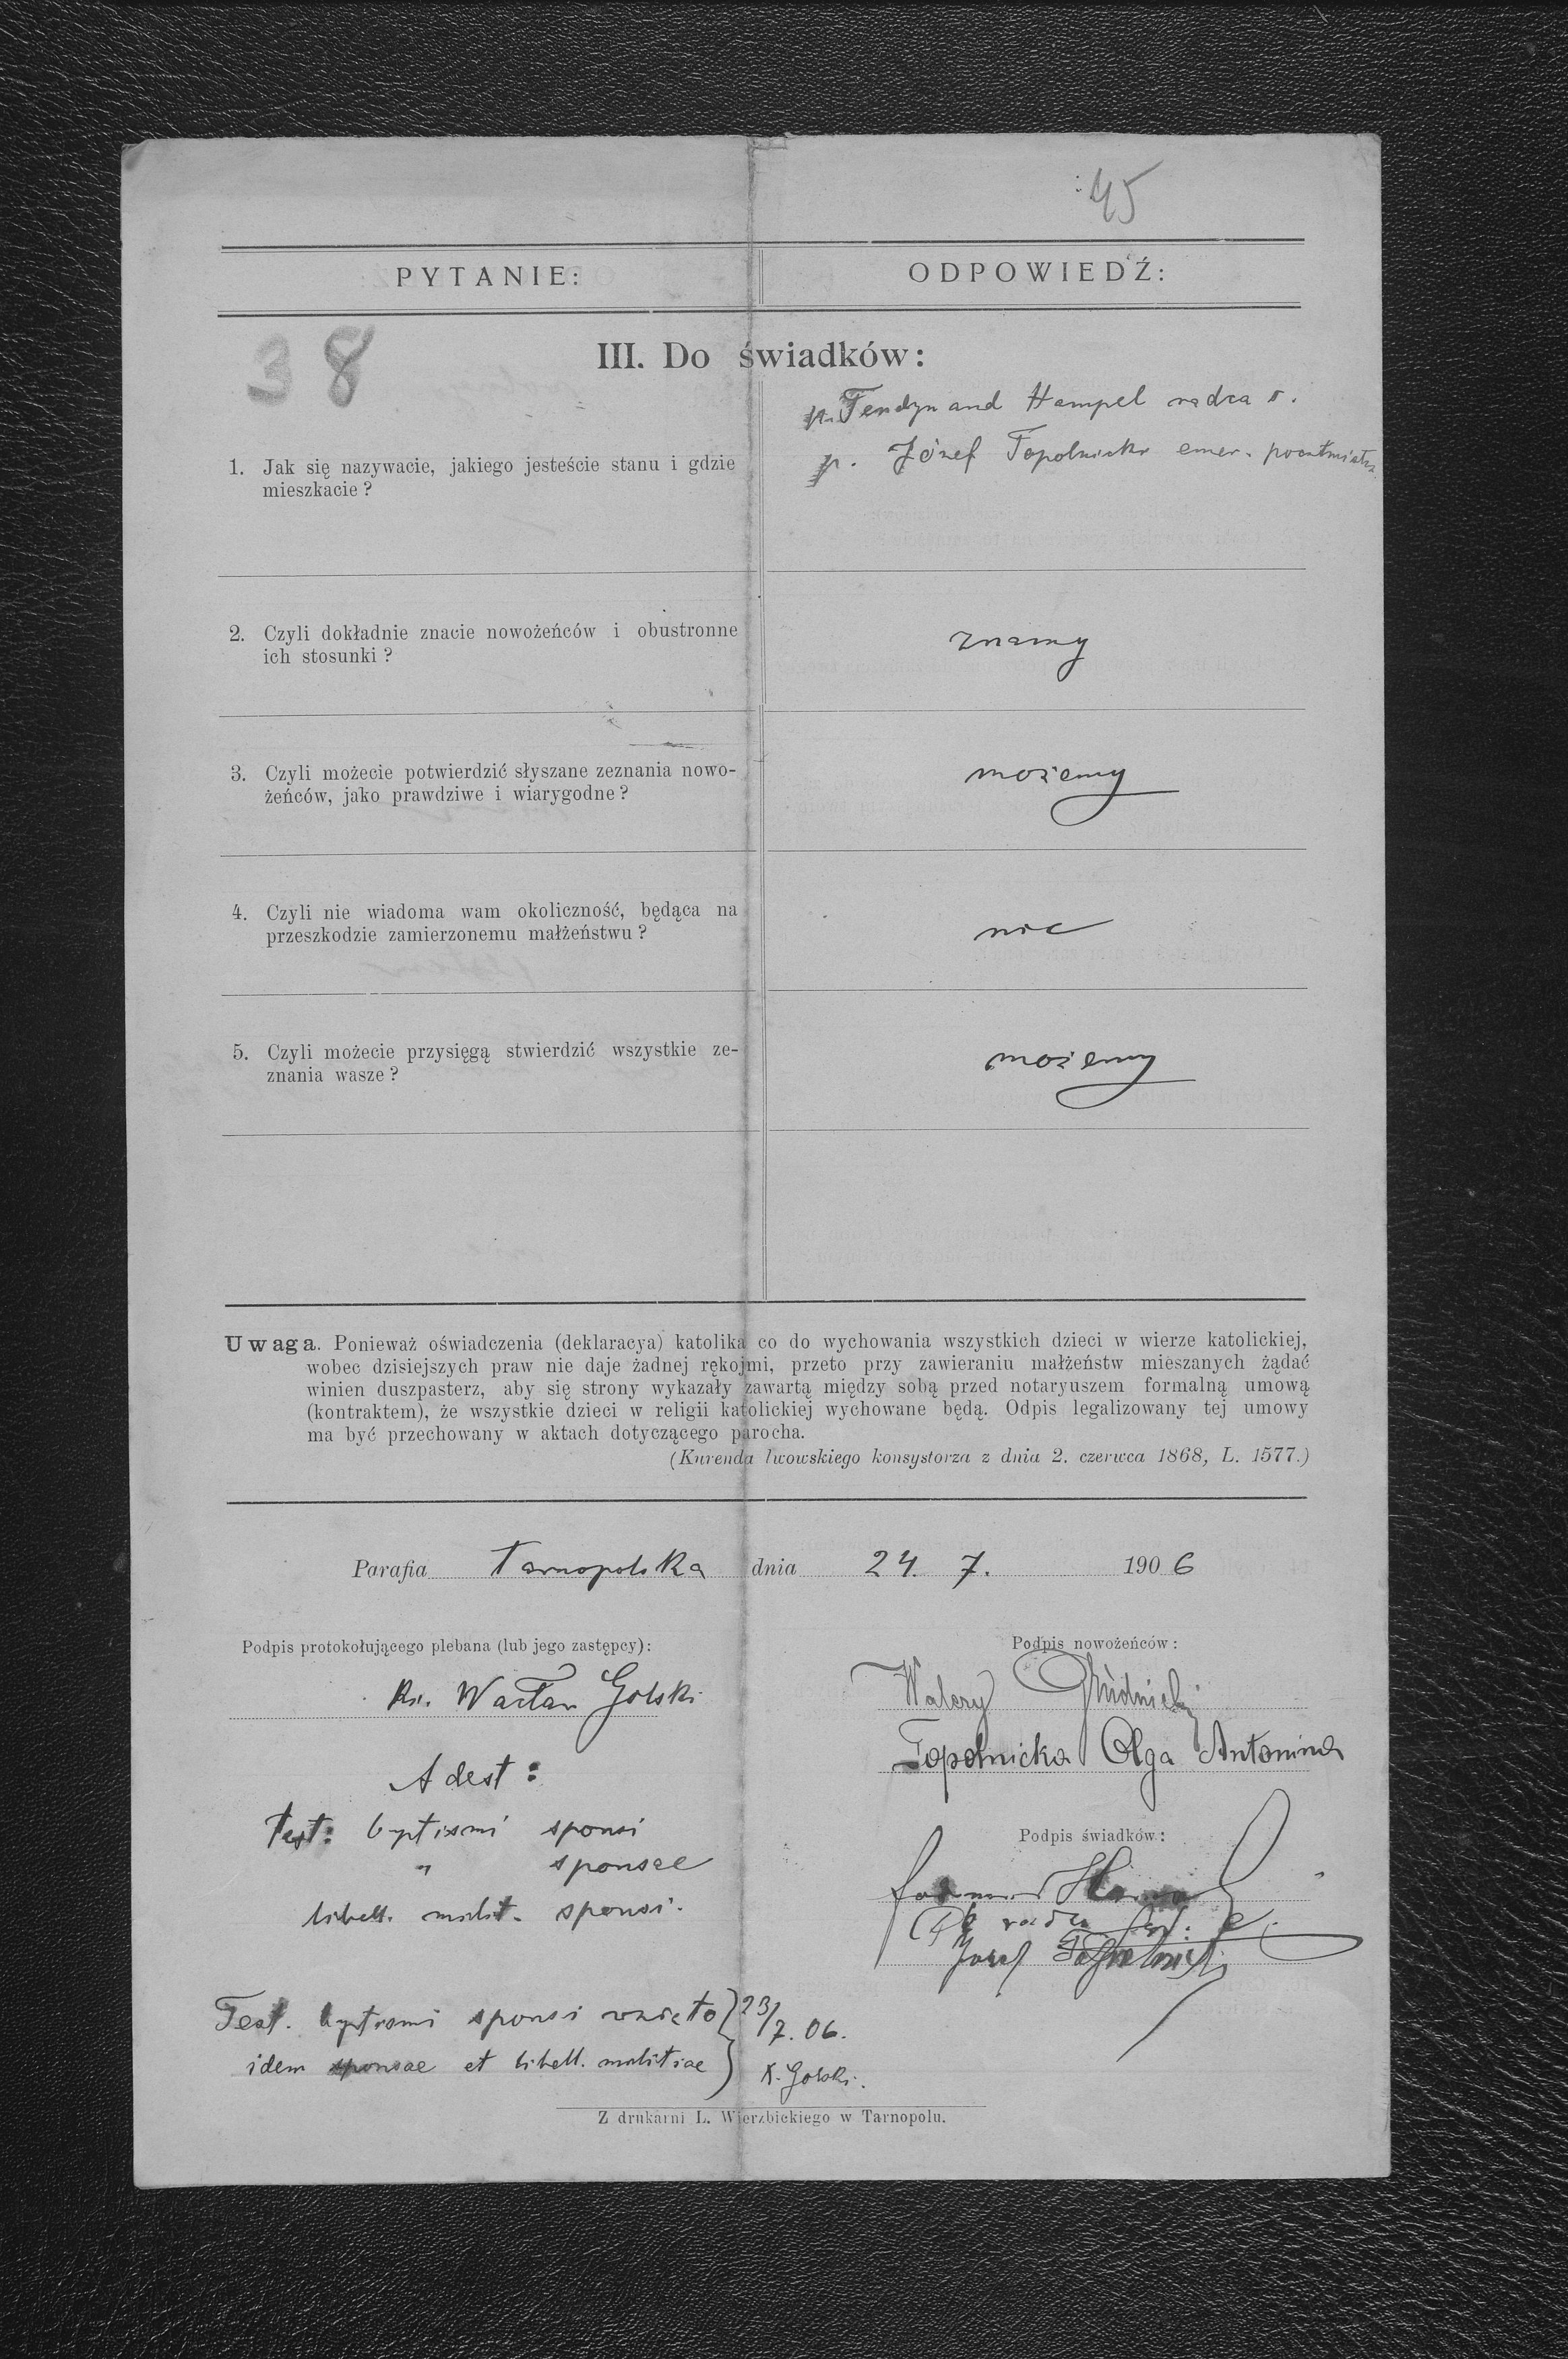 45
PYTANIE:
ODPOWIEDŹ:
38
III. Do świadków:
p. Ferdynand Hampel radca
p. Józef Topolnicki emer. pocztmistrz
1. Jak się nazywacie, jakiego jesteście stanu i gdzie
mieszkacie?
2. Czyli dokładnie znacie nowożeńców i obustronne
ich stosunki?
znamy
3. Czyli możecie potwierdzić słyszane zeznania nowo-
żeńców, jako prawdziwe i wiarygodne?
możemy
4. Czyli nie wiadoma wam okoliczność, będąca na
przeszkodzie zamierzonemu małżeństwu?
nic
5. Czyli możecie przysięgą stwierdzić wszystkie ze-
znania wasze?
możemy
Uwaga. Ponieważ oświadczenia (deklaracya) katolika co do wychowania wszystkich dzieci w wierze katolickiej,
wobec dzisiejszych praw nie daje żadnej rękojmi, przeto przy zawieraniu małżeństw mieszanych żądać
winien duszpasterz, aby się strony wykazały zawartą między sobą przed notaryuszem formalną umową
(kontraktem), że wszystkie dzieci w religii katolickiej wychowane będą. Odpis legalizowany tej umowy
ma być przechowany w aktach dotyczącego parocha.
(Kurenda lwowskiego konsystorza z dnia 2. czerwca 1868, L. 1577.)
Parafia Tarnopolska dnia 24. 7. 1906
Podpis protokołującego plebana (lub jego zastępcy):
Podpis nowożeńców:
Ks. Wacław Golski
Walery
Topolnicka Olga Antonina
Adest:
Test: baptismi sponsi
" sponsae
libell. milit. sponsi.
Podpis świadków:
radca
Józef Topolnicki
Test. baptismi sponsi wzięto } 23/7. 06.
idem sponsae et libell. militiae } X. Golski.
Z drukarni L. Wierzbickiego w Tarnopolu.